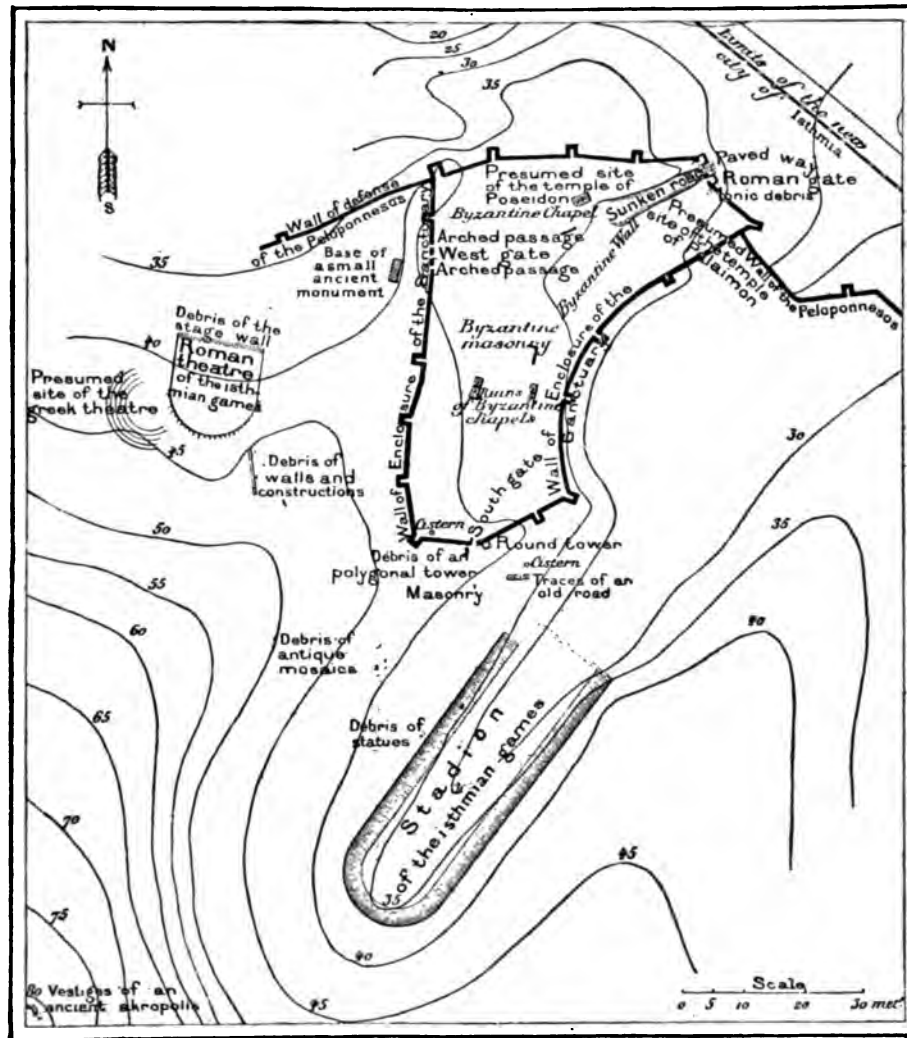 N
S
20
25
30
35
Limits of the new
city of
Isthmia
Wall of defense
of the Peloponnesos
Presumed site
of the temple of
Poseidon
Byzantine Chapel
Paved way
Roman gate
Ionic debris
Sunken road
Presumed
site of the temple
of
Palaimon
Wall of the
Peloponnesos
Byzantine Wall
Arched passage
West gate
Arched passage
Base of
a small
ancient
monument
35
Debris of the
stage wall
Roman
theatre
of the isth-
mian games
40
Presumed
site of the
greek theatre
45
Byzantine
masonry
Ruins
of Byzantine
chapels
Wall of Enclosure of the Sanctuary
Wall of Enclosure of the
Sanctuary
Debris of
walls and
constructions
South gate
Cistern
Round tower
Debris of an
polygonal tower
Masonry
Cistern
Traces of an
old road
30
35
40
50
55
60
65
70
75
80
Debris of
antique
mosaics
Debris of
statues
Stadion
of the isthmian games
35
40
45
45
Vestiges of an
ancient akropolis
Scale
0 5 10 20 30 met.